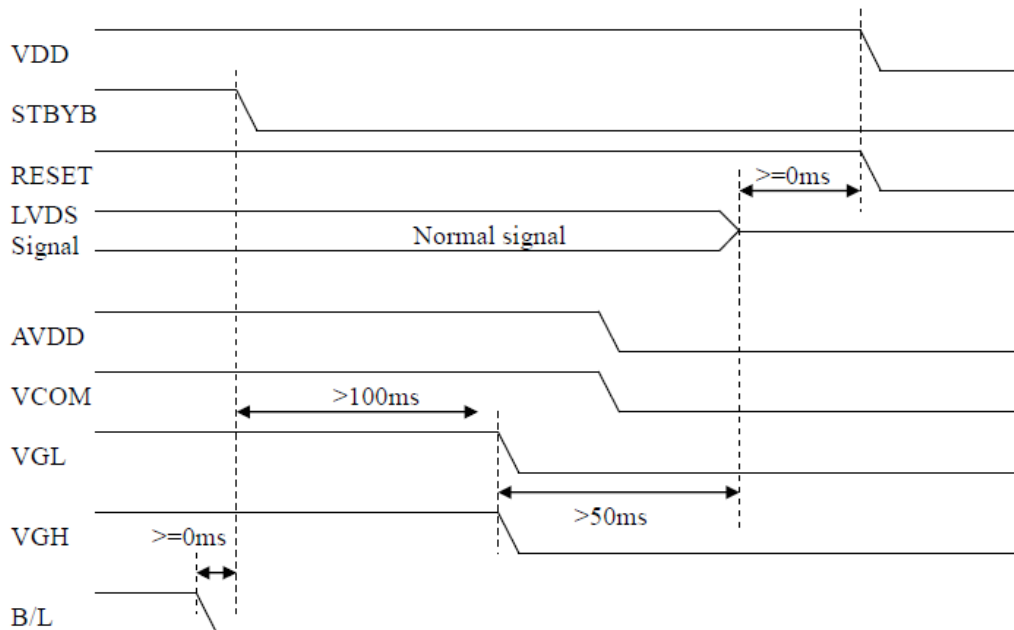 VDD
STBYB
RESET
>=0ms
LVDS
Signal
Normal signal
AVDD
VCOM
>100ms
VGL
>50ms
VGH
>=0ms
B/L